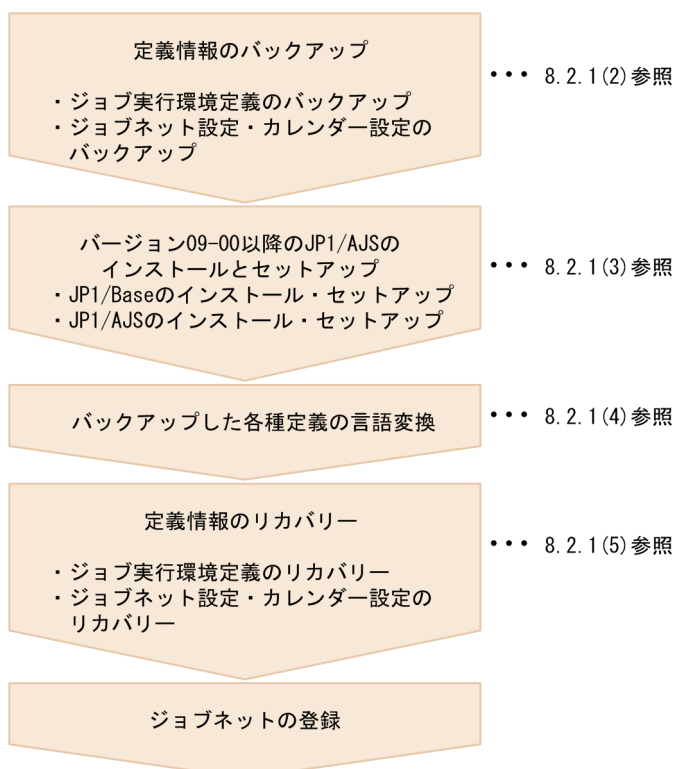 定義情報のバックアップ
・・・ 8.2.1(2)参照
・ジョブ実行環境定義のバックアップ
・ジョブネット設定・カレンダー設定の
バックアップ
バージョン09-00以降のJP1/AJSの
インストールとセットアップ
・・・ 8.2.1(3)参照
・JP1/Baseのインストール・セットアップ
・JP1/AJSのインストール・セットアップ
バックアップした各種定義の言語変換
・・・ 8.2.1(4)参照
定義情報のリカバリー
・・・ 8.2.1(5)参照
・ジョブ実行環境定義のリカバリー
・ジョブネット設定・カレンダー設定の
リカバリー
ジョブネットの登録